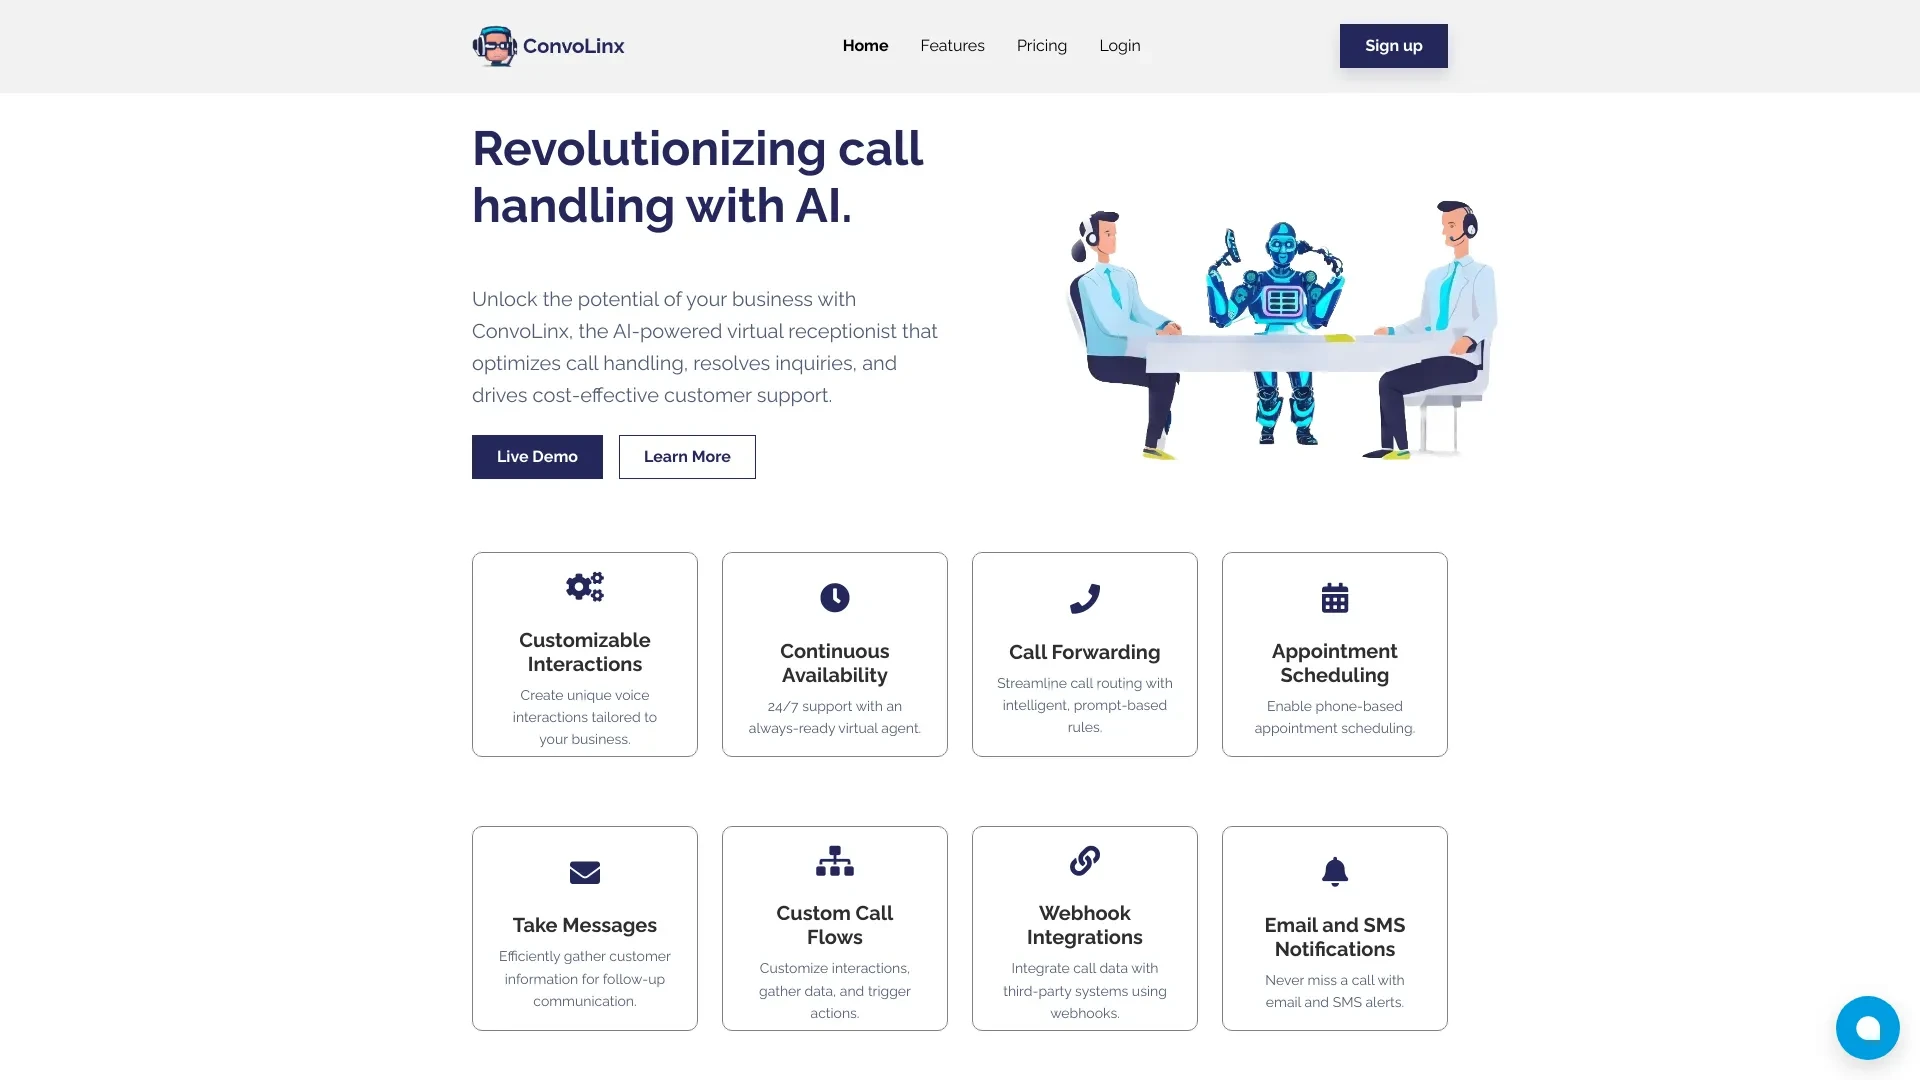 ConvoLinx
Home
Features
Pricing
Login
Sign up
Revolutionizing call
handling with AI.
Unlock the potential of your business with
ConvoLinx, the AI-powered virtual receptionist that
optimizes call handling, resolves inquiries, and
drives cost-effective customer support.
Live Demo
Learn More
Customizable
Interactions
Create unique voice
interactions tailored to
your business.
Continuous
Availability
24/7 support with an
always-ready virtual agent.
Call Forwarding
Streamline call routing with
intelligent, prompt-based
rules.
Appointment
Scheduling
Enable phone-based
appointment scheduling.
Take Messages
Efficiently gather customer
information for follow-up
communication.
Custom Call
Flows
Customize interactions,
gather data, and trigger
actions.
Webhook
Integrations
Integrate call data with
third-party systems using
webhooks.
Email and SMS
Notifications
Never miss a call with
email and SMS alerts.